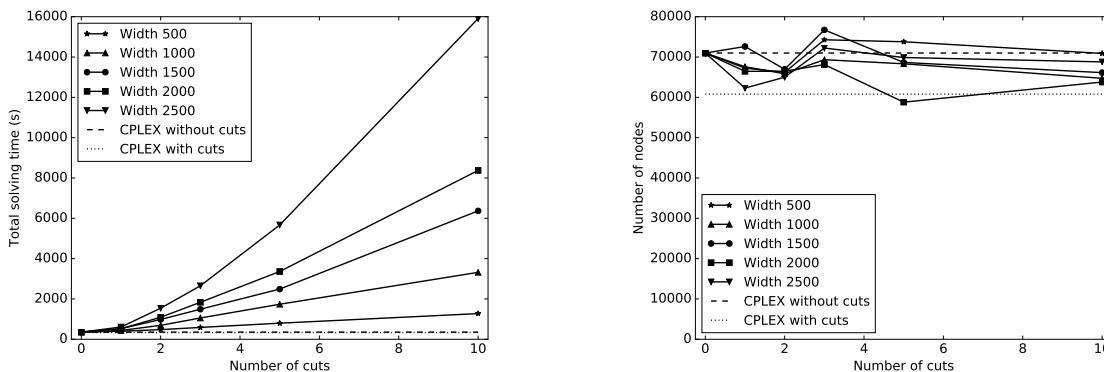 16000
14000
12000
10000
8000
6000
4000
2000
0
Total solving time (s)
Width 500
Width 1000
Width 1500
Width 2000
Width 2500
CPLEX without cuts
CPLEX with cuts
0 2 4 6 8 10
Number of cuts
80000
70000
60000
50000
40000
30000
20000
10000
0
Number of nodes
Width 500
Width 1000
Width 1500
Width 2000
Width 2500
CPLEX without cuts
CPLEX with cuts
0 2 4 6 8
Number of cuts